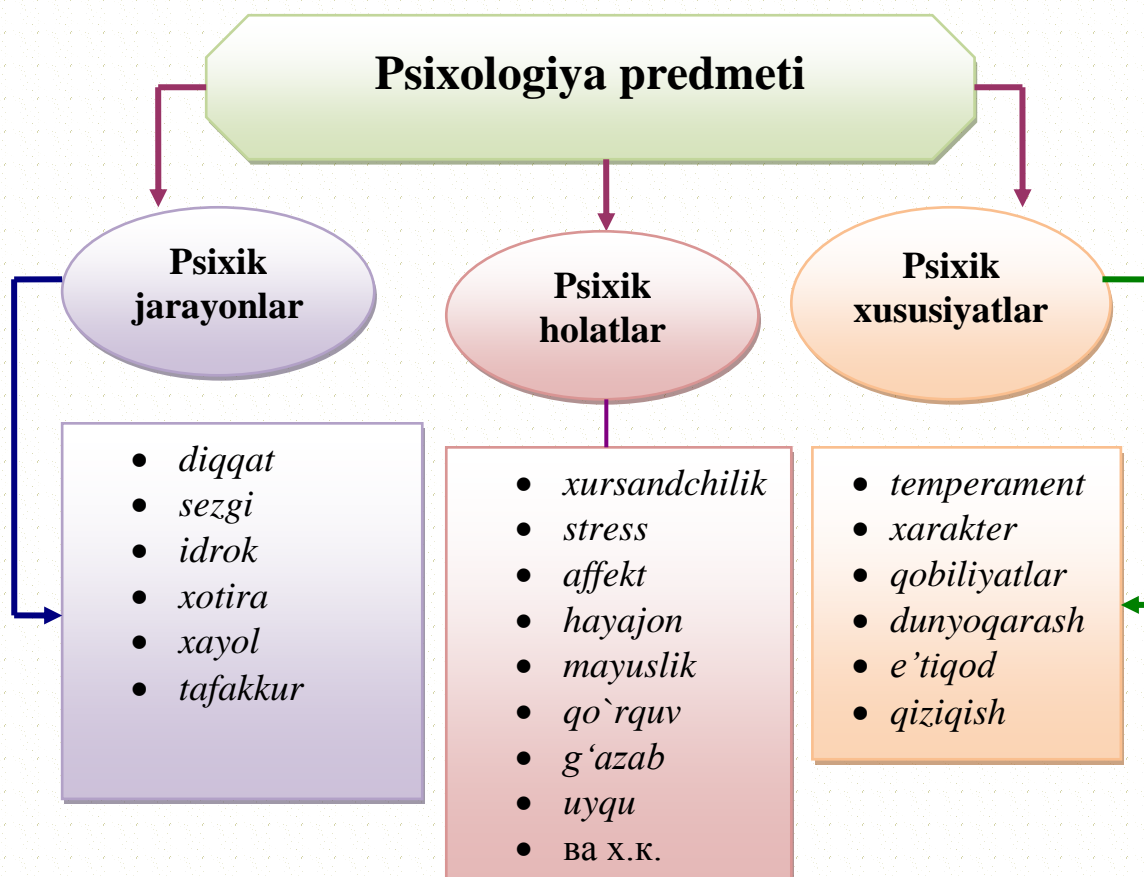 Psixologiya predmeti
Psixik
jarayonlar
Psixik
holatlar
Psixik
xususiyatlar
• diqqat
• sezgi
• idrok
• xotira
• xayol
• tafakkur
• xursandchilik
• stress
• affekt
• hayajon
• mayuslik
• qo`rquv
• g‘azab
• uyqu
• ва х.к.
• temperament
• xarakter
• qobiliyatlar
• dunyoqarash
• e’tiqod
• qiziqish